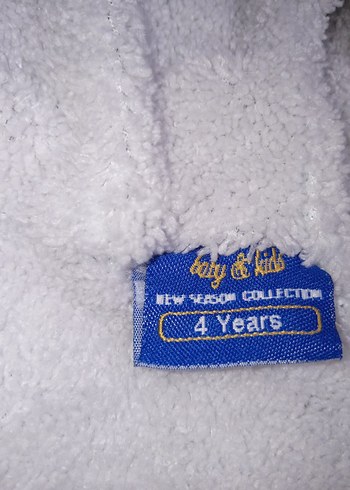 baby & kids
NEW SEASON COLLECTION
4 Years